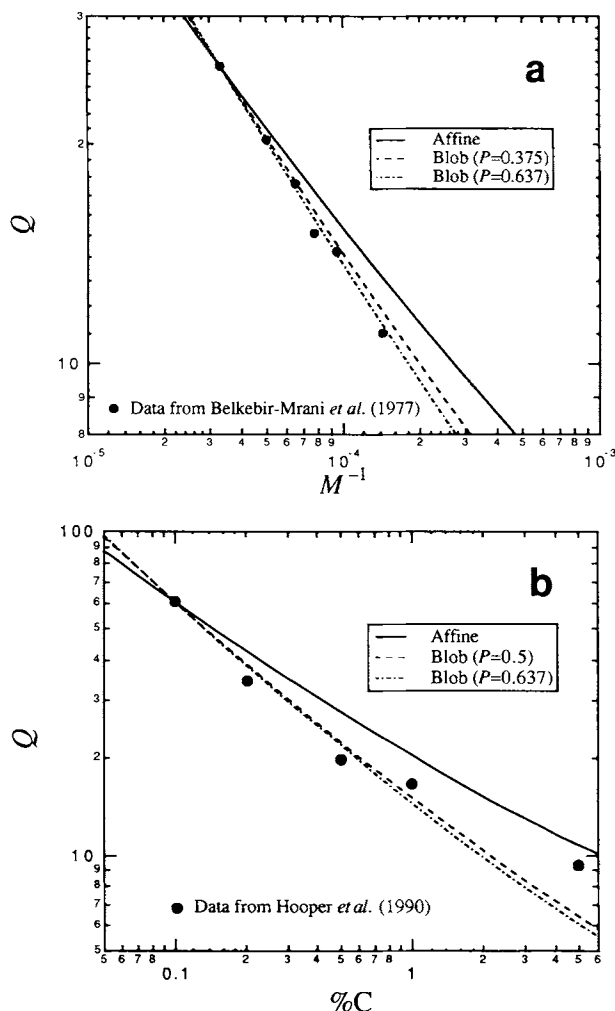 a
3
2
10
9
8
Q
Affine
Blob (P=0.375)
Blob (P=0.637)
Data from Belkebir-Mrani et al. (1977)
10^-5 2 3 4 5 6 7 8 9 10^-4 2 3 4 5 6 7 8 9 10^-3
M^-1
b
100
9
8
7
6
5
4
3
2
10
9
8
7
6
5
Q
Affine
Blob (P=0.5)
Blob (P=0.637)
Data from Hooper et al. (1990)
5 6 7 8 2 3 4 5 6 7 8 2 3 4 5 6
0.1 1
%C